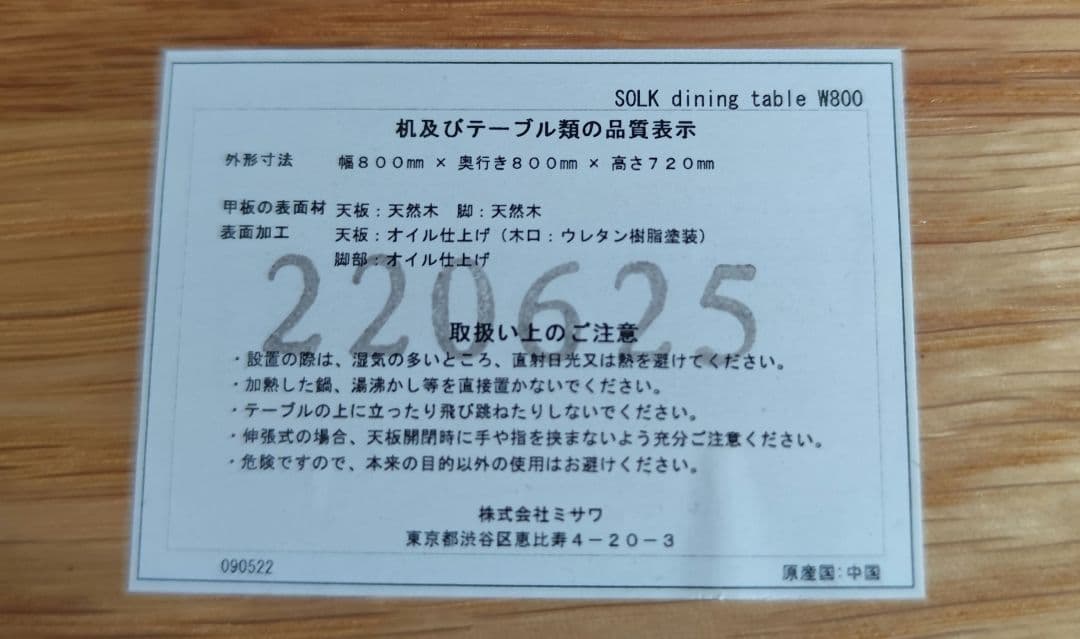 SOLK dining table W800
机及びテーブル類の品質表示
外形寸法 幅800㎜ × 奥行き800㎜ × 高さ720㎜
甲板の表面材 天板:天然木 脚:天然木
表面加工 天板:オイル仕上げ(木口:ウレタン樹脂塗装)
脚部:オイル仕上げ
220625
取扱い上のご注意
・設置の際は、湿気の多いところ、直射日光又は熱を避けてください。
・加熱した鍋、湯沸かし等を直接置かないでください。
・テーブルの上に立ったり飛び跳ねたりしないでください。
・伸張式の場合、天板開閉時に手や指を挟まないよう充分ご注意ください。
・危険ですので、本来の目的以外の使用はお避けください。
株式会社ミサワ
東京都渋谷区恵比寿4-20-3
090522
原産国:中国